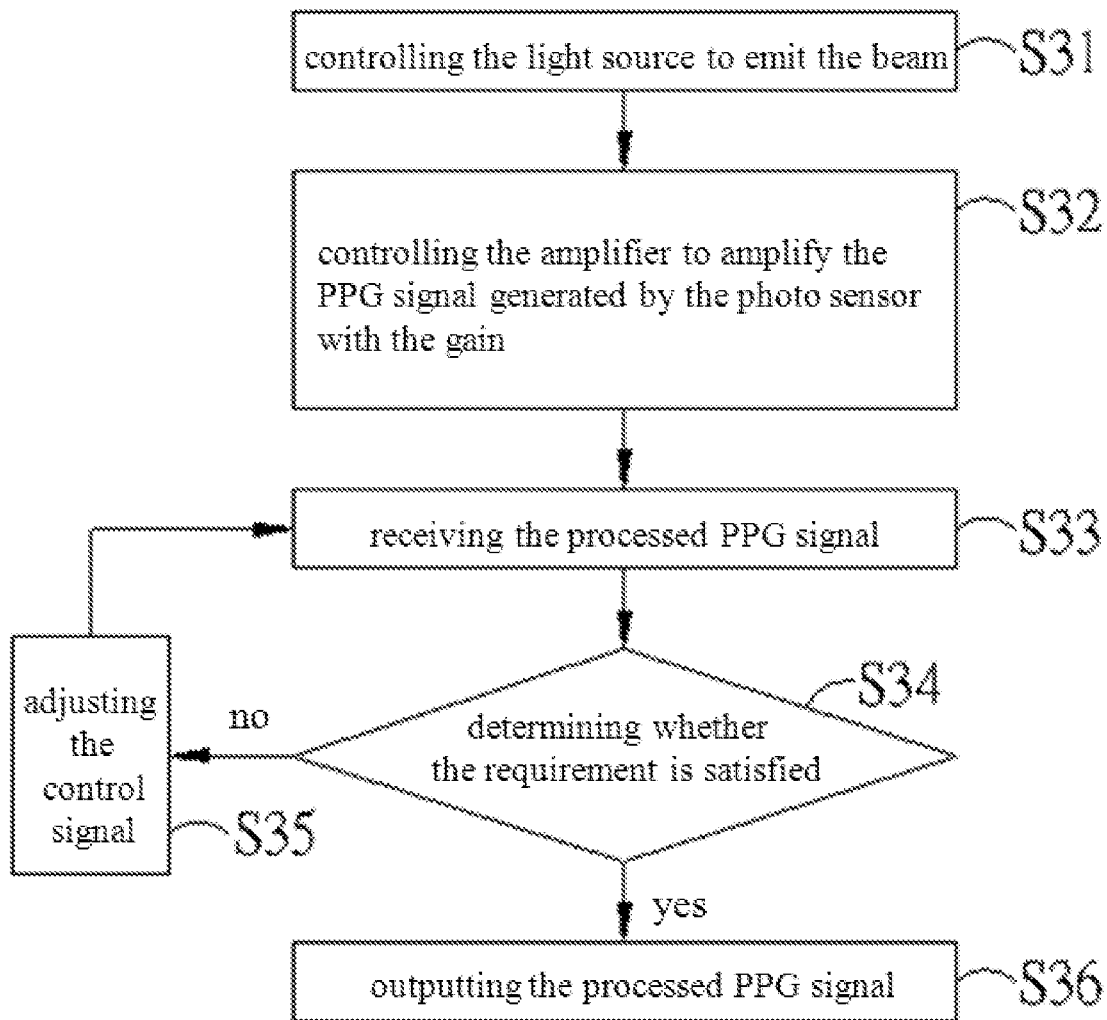 controlling the light source to emit the beam
S31
controlling the amplifier to amplify the
PPG signal generated by the photo sensor
with the gain
S32
receiving the processed PPG signal
S33
determining whether
the requirement is satisfied
S34
no
adjusting
the
control
signal
S35
yes
outputting the processed PPG signal
S36